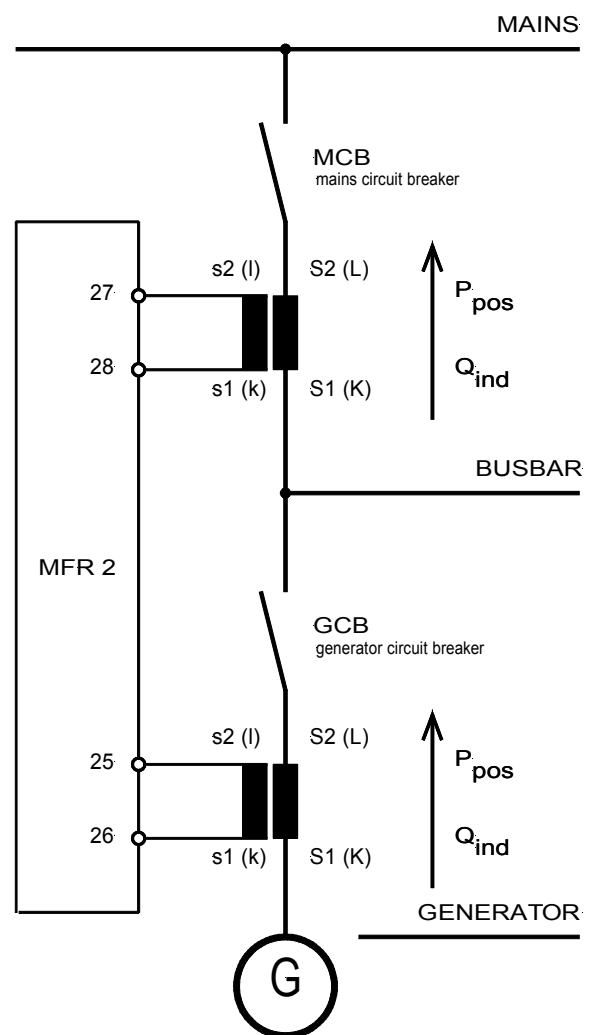 MAINS
MCB
mains circuit breaker
s2 (l) S2 (L)
27
P pos
28
Q ind
s1 (k) S1 (K)
BUSBAR
MFR 2
GCB
generator circuit breaker
s2 (l) S2 (L)
25
P pos
26
Q ind
s1 (k) S1 (K)
GENERATOR
G